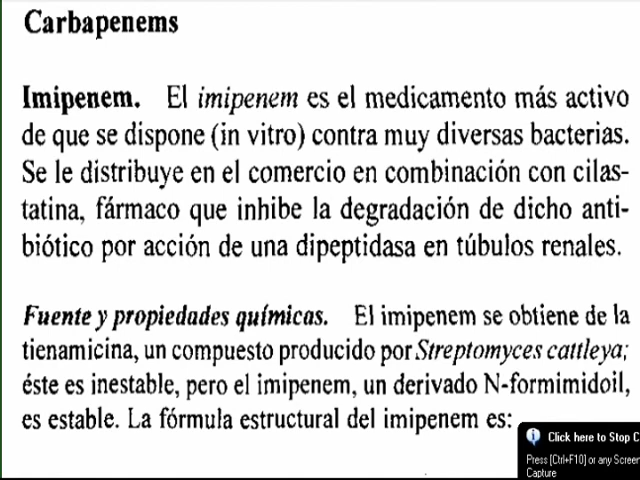 Carbapenems
Imipenem. El imipenem es el medicamento más activo
de que se dispone (in vitro) contra muy diversas bacterias.
Se le distribuye en el comercio en combinación con cilas-
tatina, fármaco que inhibe la degradación de dicho anti-
biótico por acción de una dipeptidasa en túbulos renales.
Fuente y propiedades químicas. El imipenem se obtiene de la
tienamicina, un compuesto producido por Streptomyces cattleya;
éste es inestable, pero el imipenem, un derivado N-formimidoil,
es estable. La fórmula estructural del imipenem es:
Click here to Stop C
Press [Ctrl+F10] or any Screen
Capture